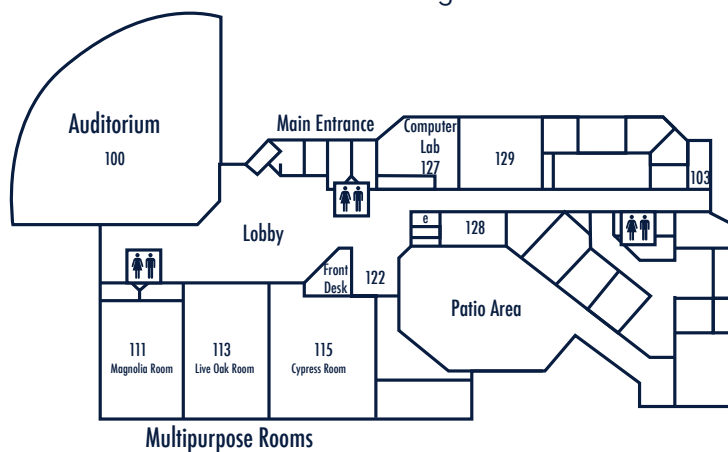 Auditorium
100
Main Entrance
Computer
Lab
127
129
103
Lobby
e
128
Front
Desk
122
Patio Area
111
Magnolia Room
113
Live Oak Room
115
Cypress Room
Multipurpose Rooms